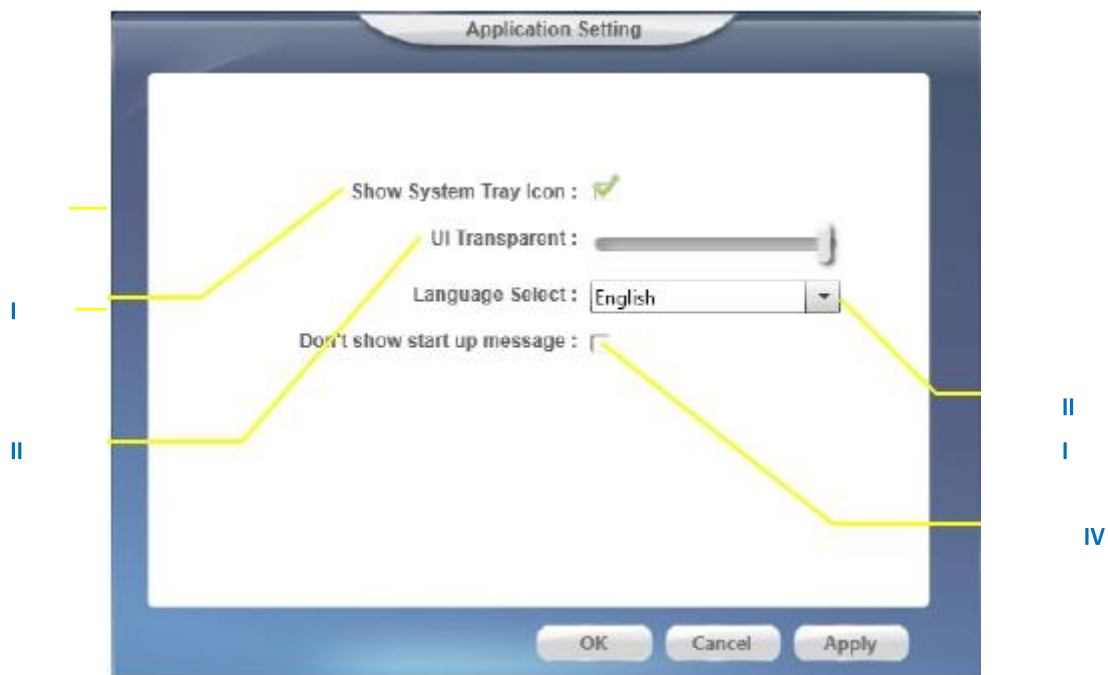 Application Setting
Show System Tray Icon :
UI Transparent :
I
Language Select : English
Don't show start up message :
II
II
I
IV
OK Cancel Apply